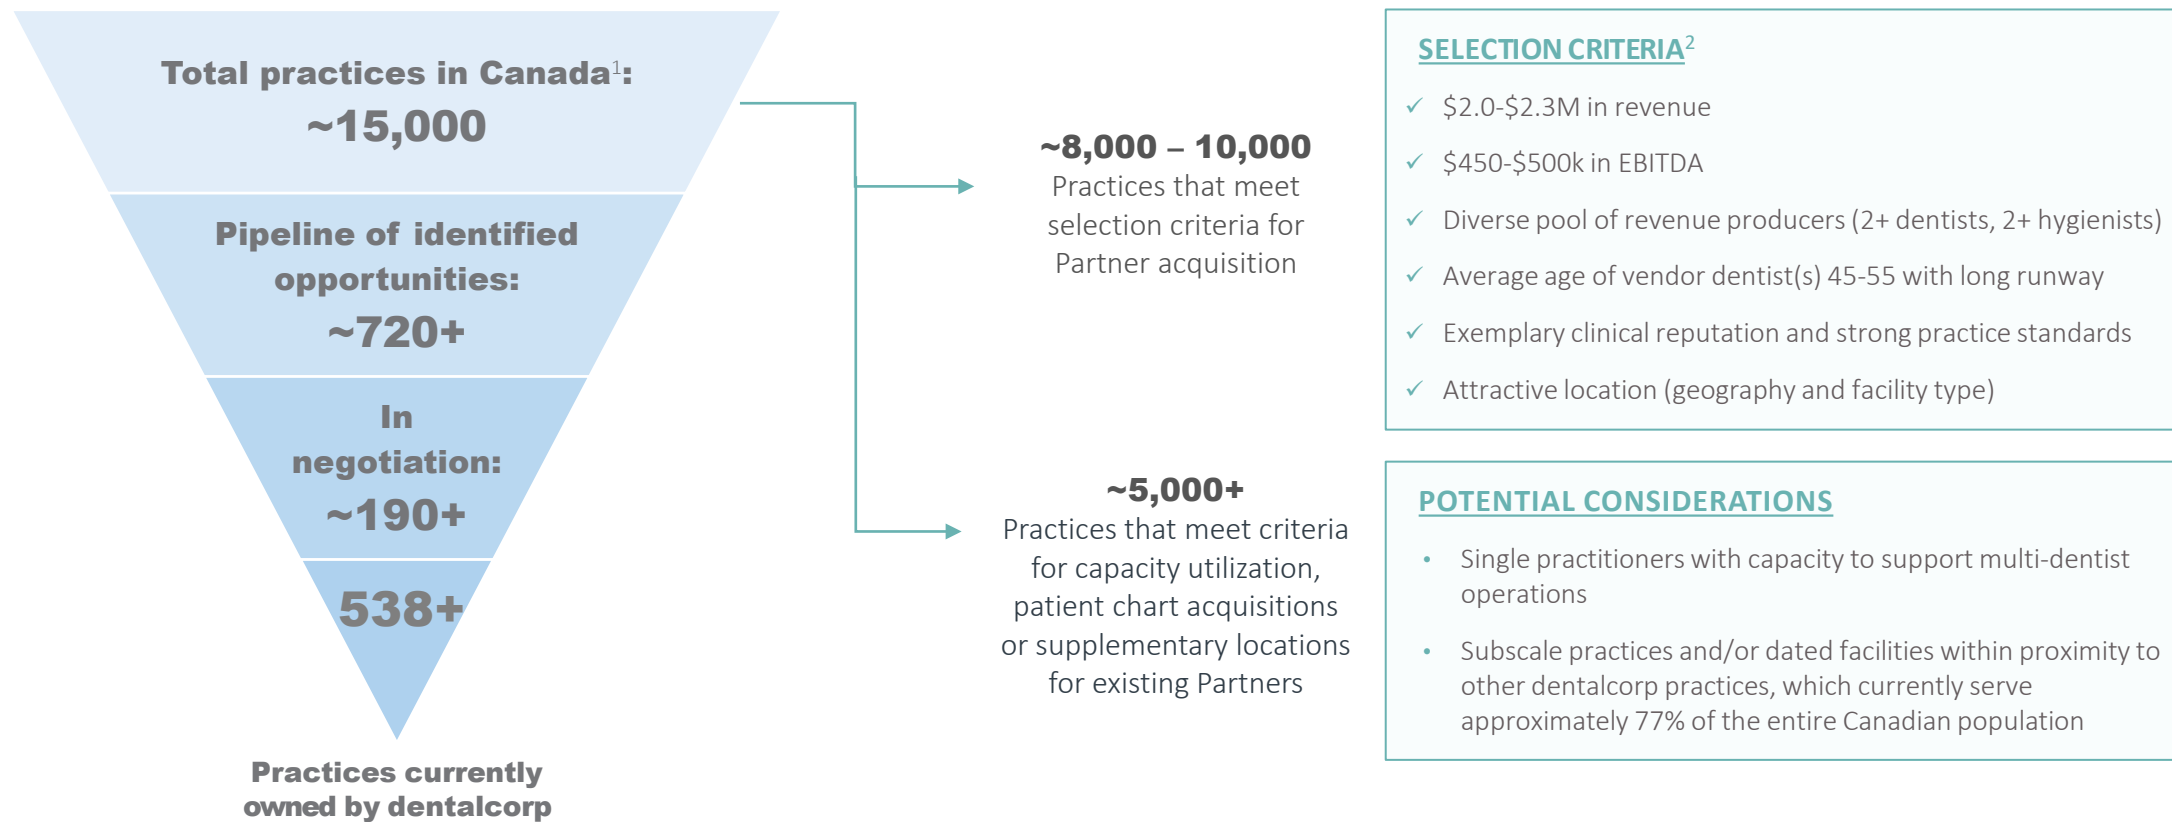 Total practices in Canada1:
~15,000
Pipeline of identified
opportunities:
~720+
In
negotiation:
~190+
538+
Practices currently
owned by dentalcorp
~8,000 – 10,000
Practices that meet
selection criteria for
Partner acquisition
~5,000+
Practices that meet criteria
for capacity utilization,
patient chart acquisitions
or supplementary locations
for existing Partners
SELECTION CRITERIA2
✓ $2.0-$2.3M in revenue
✓ $450-$500k in EBITDA
✓ Diverse pool of revenue producers (2+ dentists, 2+ hygienists)
✓ Average age of vendor dentist(s) 45-55 with long runway
✓ Exemplary clinical reputation and strong practice standards
✓ Attractive location (geography and facility type)
POTENTIAL CONSIDERATIONS
• Single practitioners with capacity to support multi-dentist
operations
• Subscale practices and/or dated facilities within proximity to
other dentalcorp practices, which currently serve
approximately 77% of the entire Canadian population